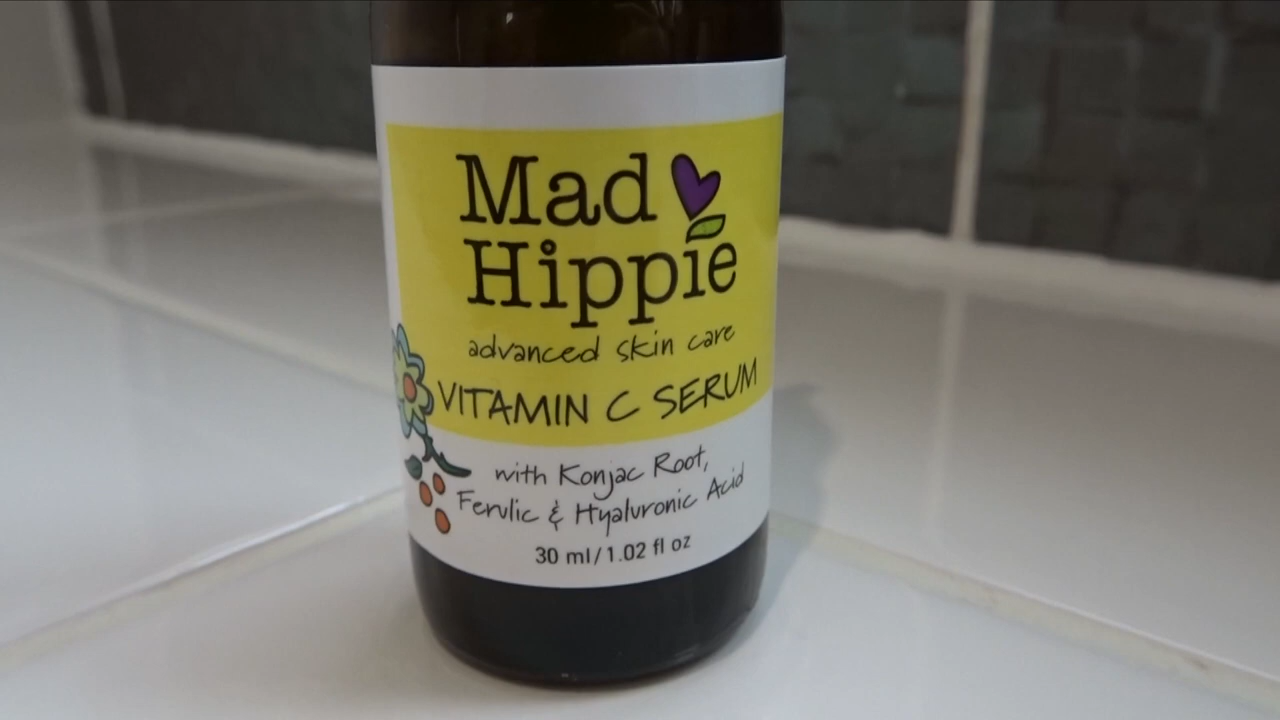 Mad
Hippie
advanced skin care
VITAMIN C SERUM
with Konjac Root,
Ferulic & Hyaluronic Acid
30 ml/1.02 fl oz